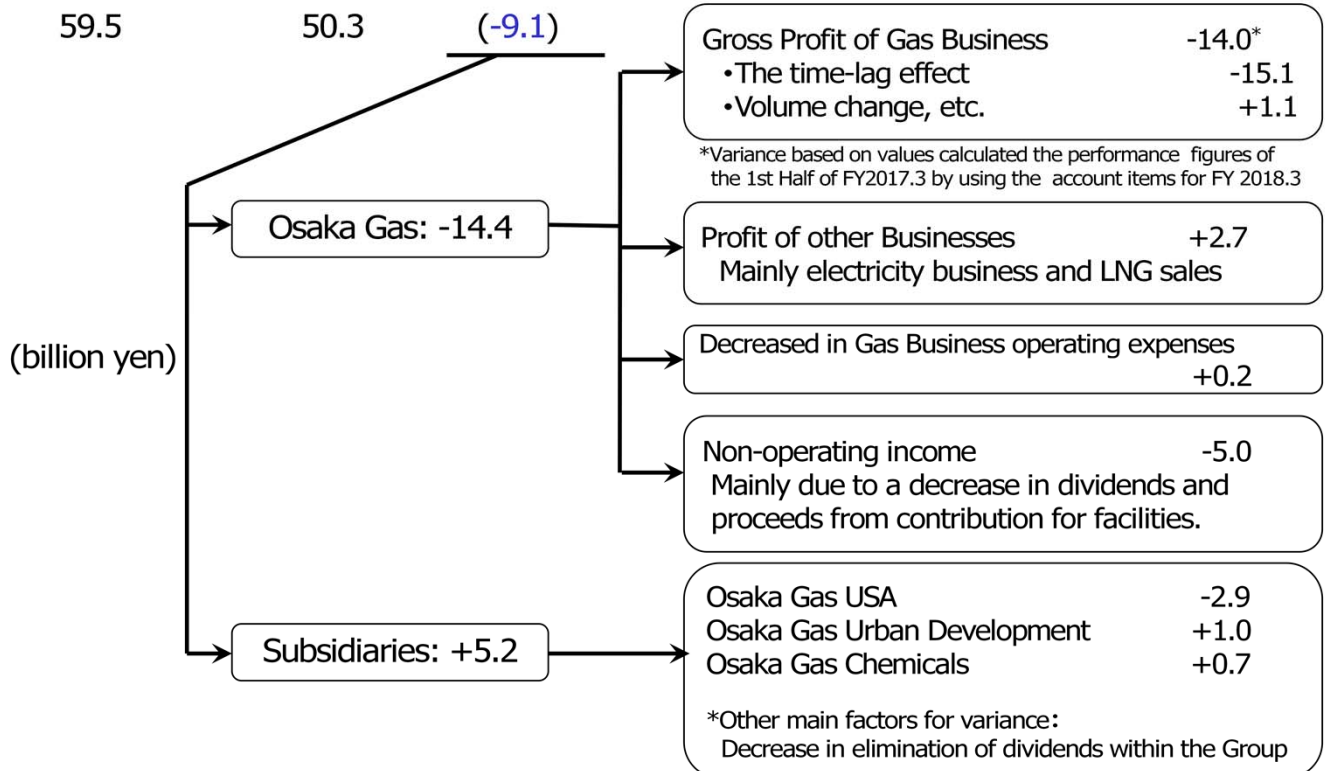 59.5 50.3 (-9.1)
Gross Profit of Gas Business -14.0*
・The time-lag effect -15.1
・Volume change, etc. +1.1
*Variance based on values calculated the performance figures of
the 1st Half of FY2017.3 by using the account items for FY 2018.3
Osaka Gas: -14.4
Profit of other Businesses +2.7
Mainly electricity business and LNG sales
(billion yen)
Decreased in Gas Business operating expenses
+0.2
Non-operating income -5.0
Mainly due to a decrease in dividends and
proceeds from contribution for facilities.
Subsidiaries: +5.2
Osaka Gas USA -2.9
Osaka Gas Urban Development +1.0
Osaka Gas Chemicals +0.7
*Other main factors for variance:
Decrease in elimination of dividends within the Group